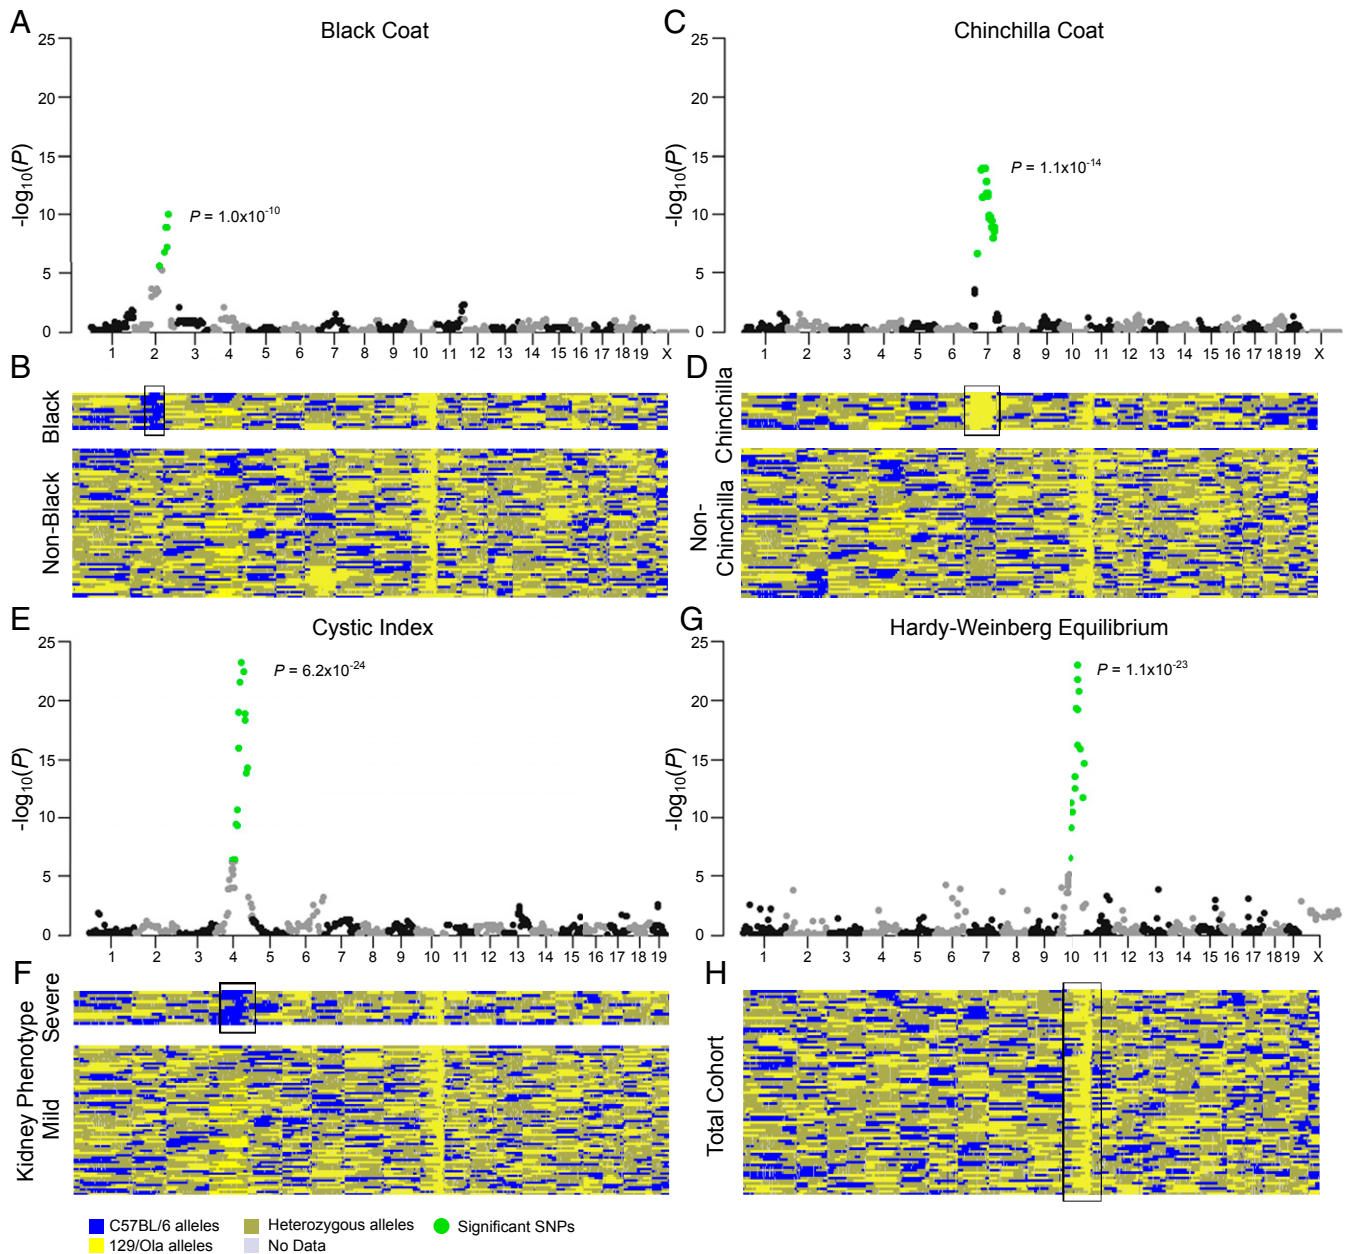 A
Black Coat
25
20
15
10
5
0
-log10(P)
P = 1.0x10-10
1 2 3 4 5 6 7 8 9 10 11 12 13 14 15 16 17 18 19 X
B
Black
Non-Black
C
Chinchilla Coat
25
20
15
10
5
0
-log10(P)
P = 1.1x10-14
1 2 3 4 5 6 7 8 9 10 11 12 13 14 15 16 17 18 19 X
D
Chinchilla
Non-
Chinchilla
E
Cystic Index
25
20
15
10
5
0
-log10(P)
P = 6.2x10-24
1 2 3 4 5 6 7 8 9 10 11 12 13 14 15 16 17 18 19
F
Kidney Phenotype
Severe
Mild
G
Hardy-Weinberg Equilibrium
25
20
15
10
5
0
-log10(P)
P = 1.1x10-23
1 2 3 4 5 6 7 8 9 10 11 12 13 14 15 16 17 18 19 X
H
Total Cohort
C57BL/6 alleles
129/Ola alleles
Heterozygous alleles
No Data
Significant SNPs